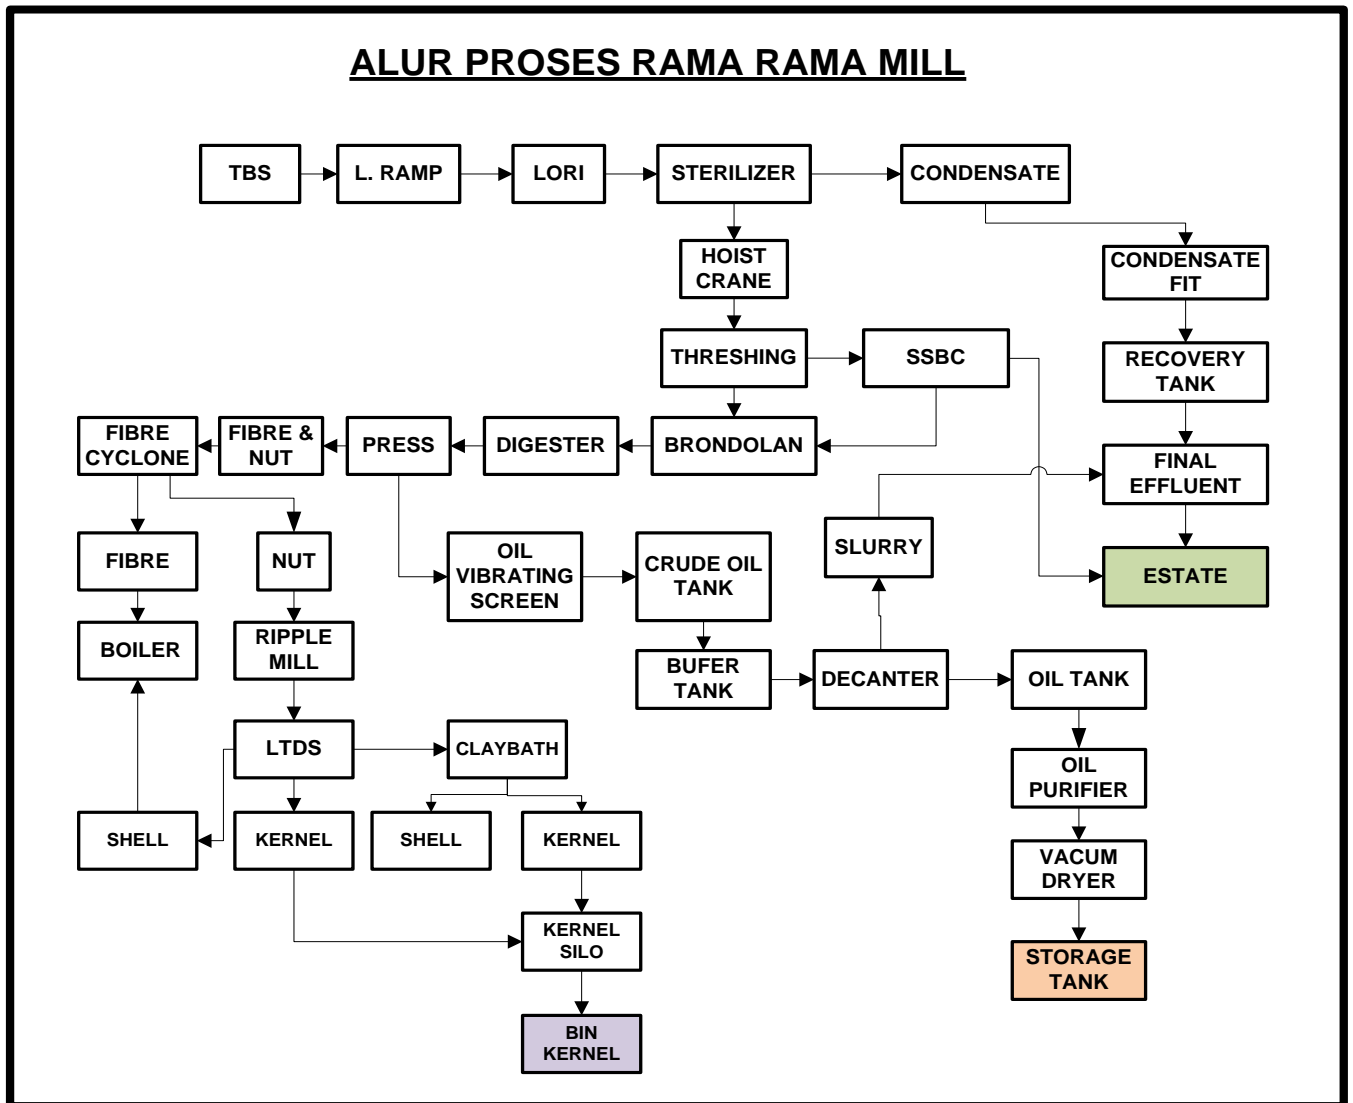 ALUR PROSES RAMA RAMA MILL
TBS
L. RAMP
LORI
STERILIZER
CONDENSATE
HOIST
CRANE
CONDENSATE
FIT
THRESHING
SSBC
RECOVERY
TANK
FIBRE
CYCLONE
FIBRE &
NUT
PRESS
DIGESTER
BRONDOLAN
FINAL
EFFLUENT
FIBRE
NUT
OIL
VIBRATING
SCREEN
CRUDE OIL
TANK
SLURRY
ESTATE
BOILER
RIPPLE
MILL
BUFER
TANK
DECANTER
OIL TANK
LTDS
CLAYBATH
OIL
PURIFIER
SHELL
KERNEL
SHELL
KERNEL
VACUM
DRYER
KERNEL
SILO
STORAGE
TANK
BIN
KERNEL